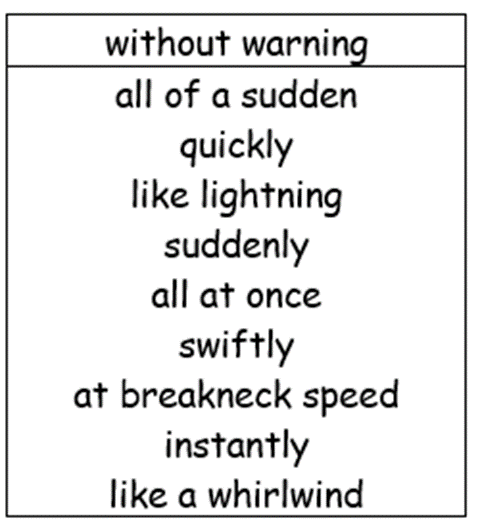 without warning
all of a sudden
quickly
like lightning
suddenly
all at once
swiftly
at breakneck speed
instantly
like a whirlwind